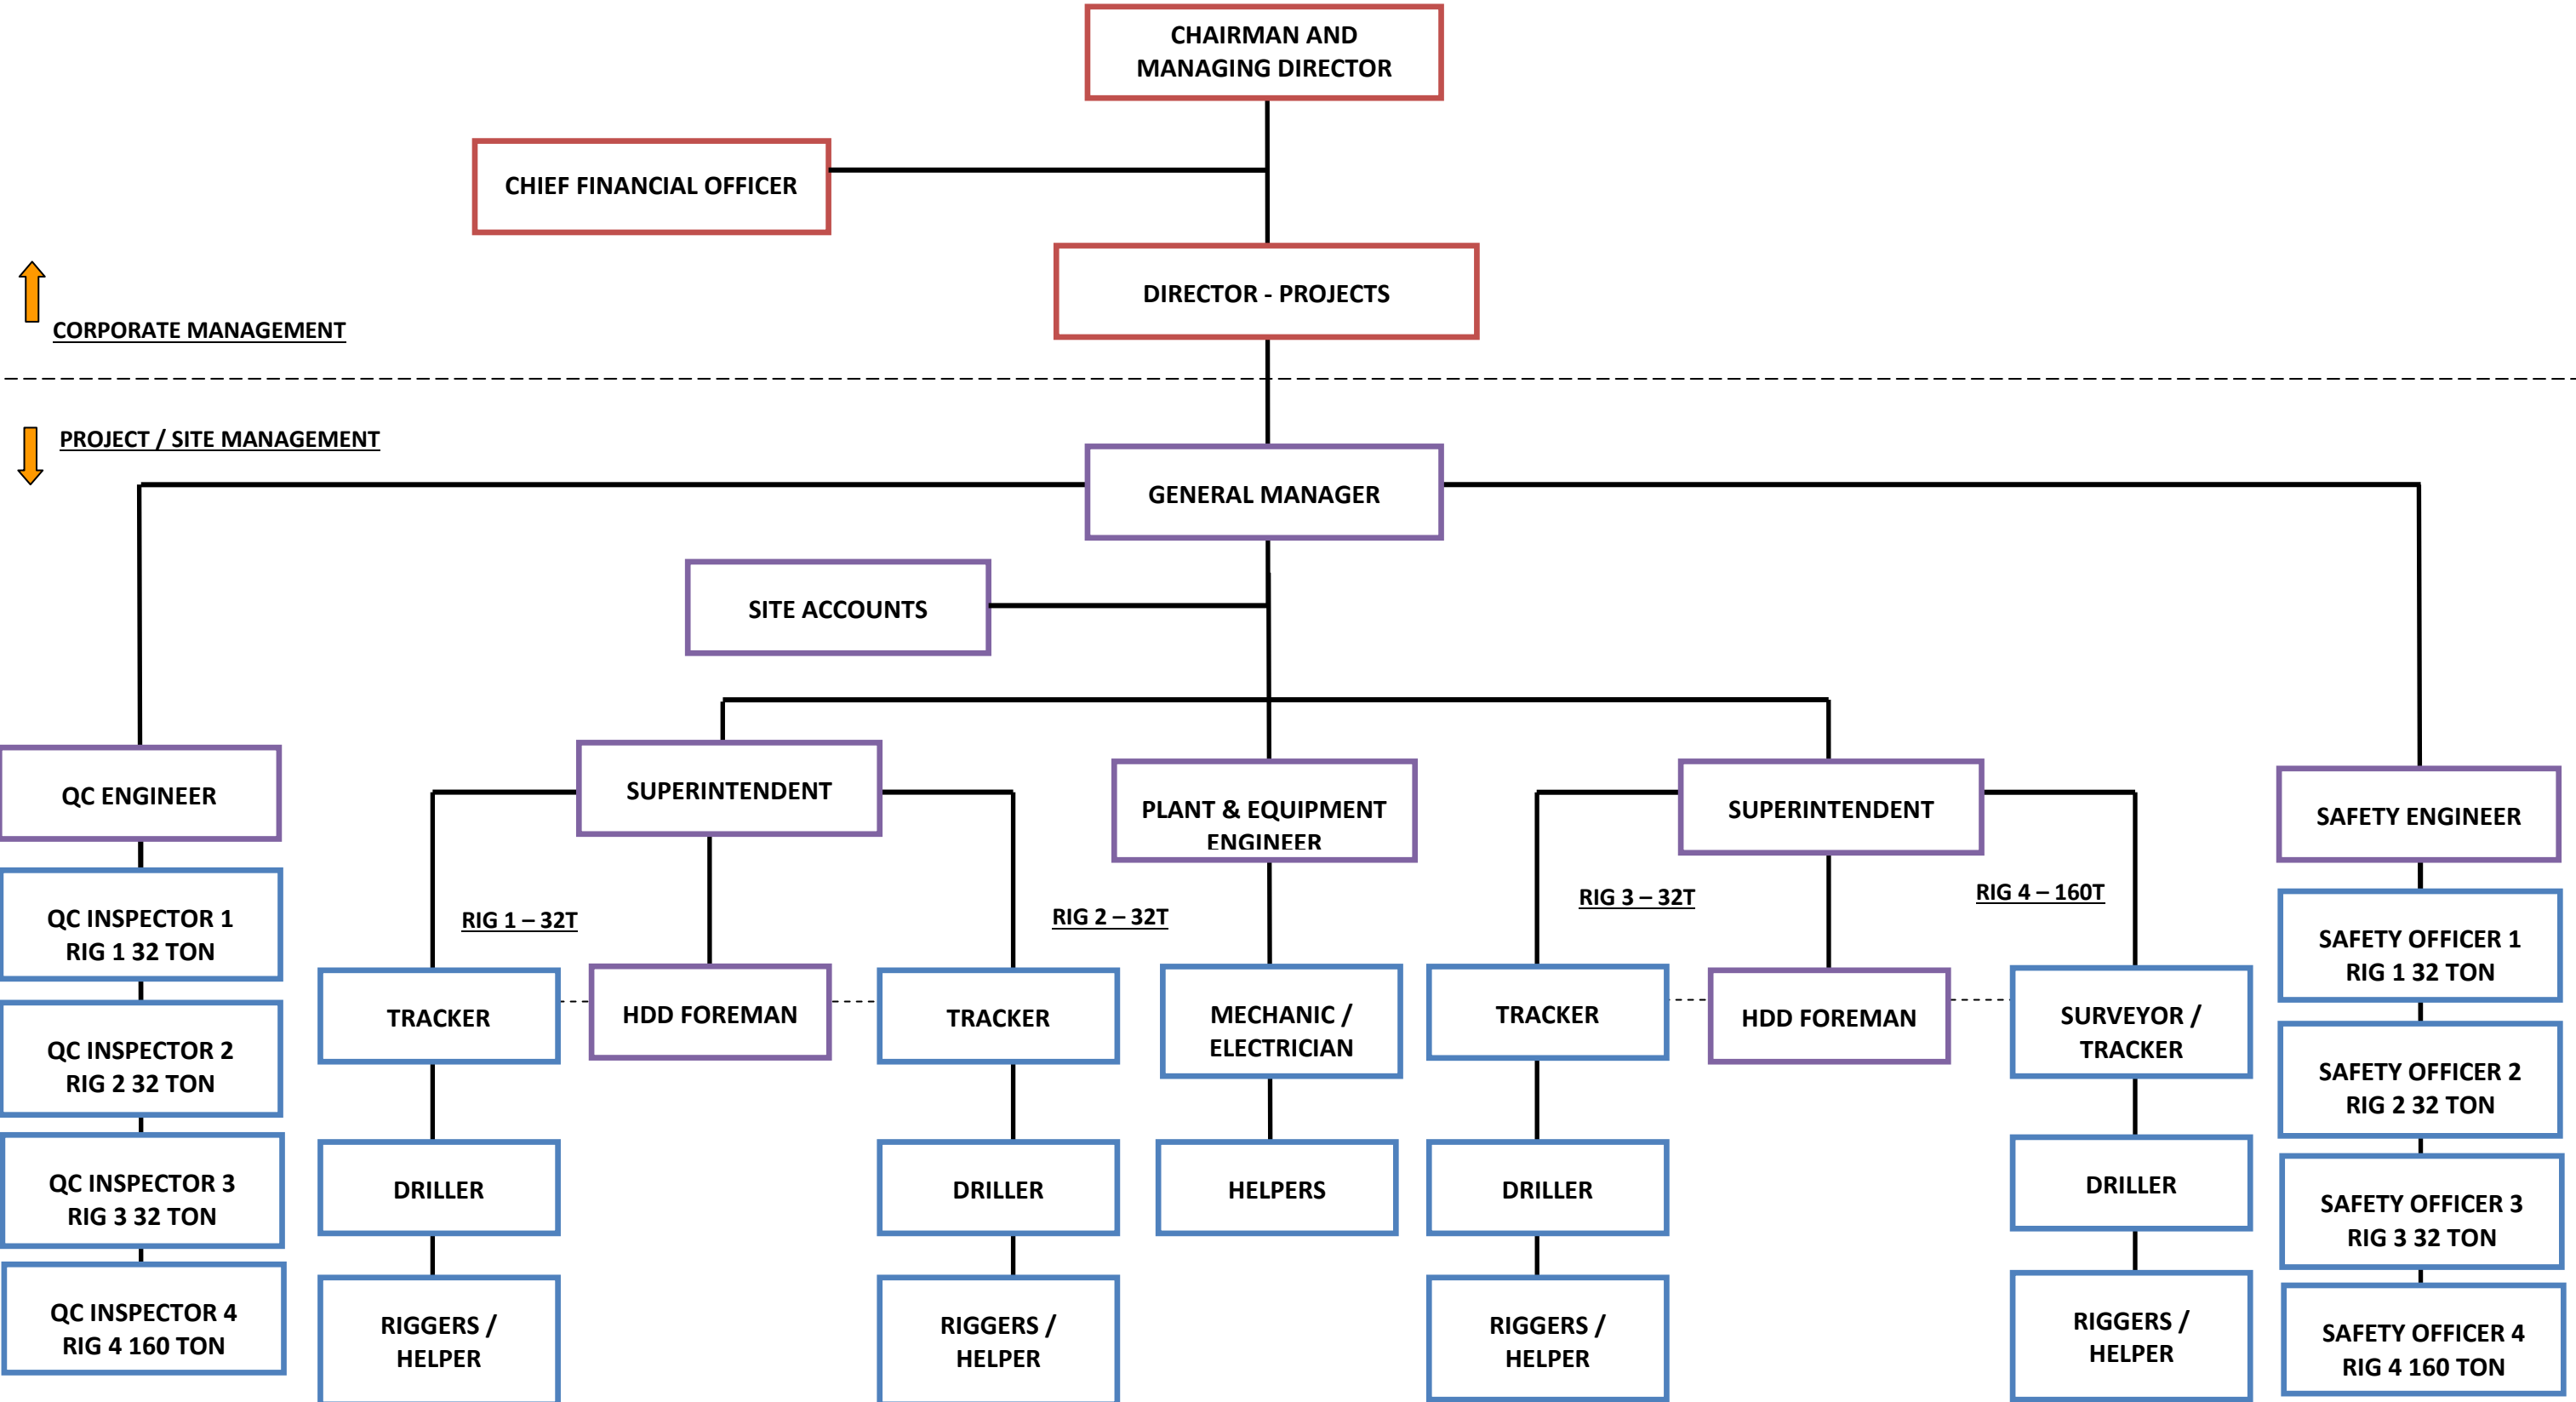 CHAIRMAN AND
MANAGING DIRECTOR
CHIEF FINANCIAL OFFICER
DIRECTOR - PROJECTS
CORPORATE MANAGEMENT
PROJECT / SITE MANAGEMENT
GENERAL MANAGER
SITE ACCOUNTS
QC ENGINEER
SUPERINTENDENT
PLANT & EQUIPMENT
ENGINEER
SUPERINTENDENT
SAFETY ENGINEER
QC INSPECTOR 1
RIG 1 32 TON
RIG 1 – 32T
RIG 2 – 32T
RIG 3 – 32T
RIG 4 – 160T
SAFETY OFFICER 1
RIG 1 32 TON
QC INSPECTOR 2
RIG 2 32 TON
TRACKER
HDD FOREMAN
TRACKER
MECHANIC /
ELECTRICIAN
TRACKER
HDD FOREMAN
SURVEYOR /
TRACKER
SAFETY OFFICER 2
RIG 2 32 TON
QC INSPECTOR 3
RIG 3 32 TON
DRILLER
DRILLER
HELPERS
DRILLER
DRILLER
SAFETY OFFICER 3
RIG 3 32 TON
QC INSPECTOR 4
RIG 4 160 TON
RIGGERS /
HELPER
RIGGERS /
HELPER
RIGGERS /
HELPER
RIGGERS /
HELPER
SAFETY OFFICER 4
RIG 4 160 TON